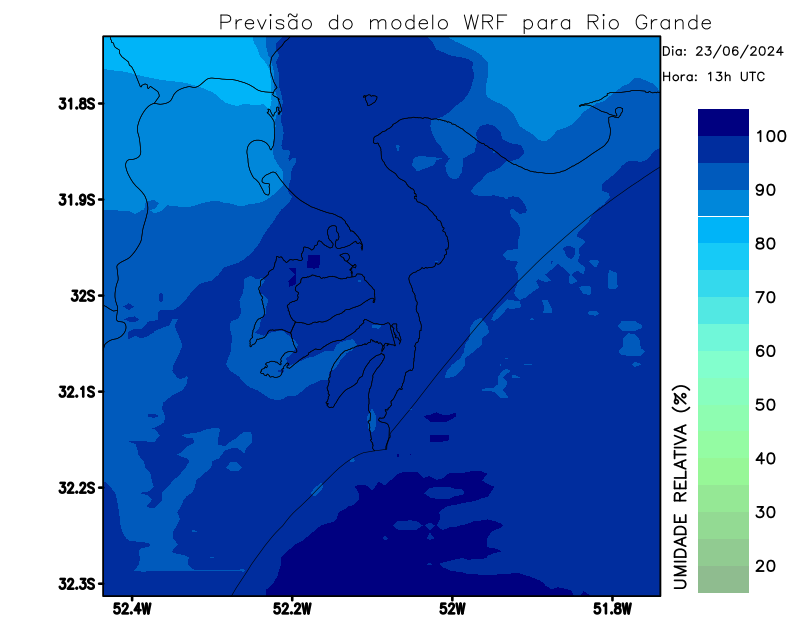 Previsão do modelo WRF para Rio Grande
Dia: 23/06/2024
Hora: 13h UTC
31.8S
31.9S
32S
32.1S
32.2S
32.3S
52.4W
52.2W
52W
51.8W
UMIDADE RELATIVA (%)
100
90
80
70
60
50
40
30
20